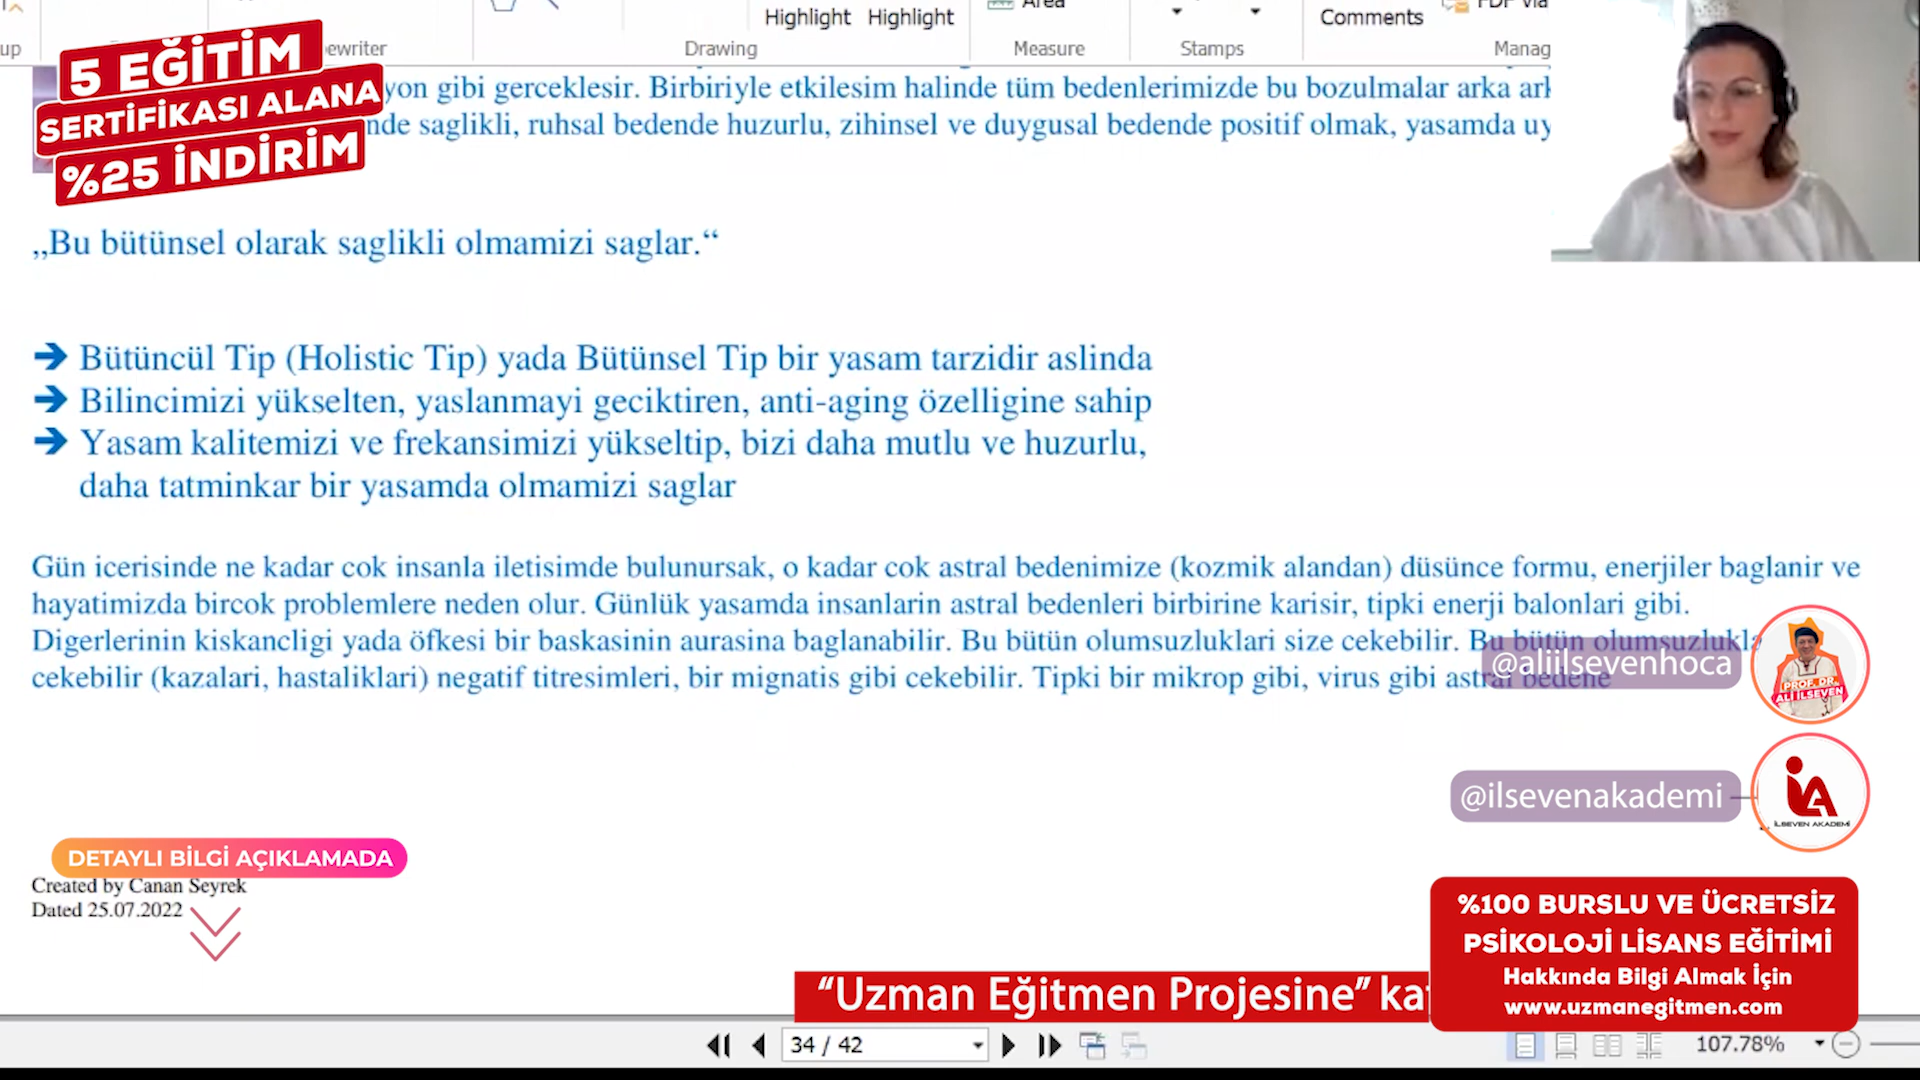 Highlight Highlight
Area
Comments
PDF via
up
ewriter
Drawing
Measure
Stamps
Manag
5 EĞİTİM
SERTİFİKASI ALANA
%25 İNDİRİM
yon gibi gerceklesir. Birbiriyle etkilesim halinde tüm bedenlerimizde bu bozulmalar arka ark
nde saglikli, ruhsal bedende huzurlu, zihinsel ve duygusal bedende positif olmak, yasamda uy
„Bu bütünsel olarak saglikli olmamizi saglar.“
➔ Bütüncül Tip (Holistic Tip) yada Bütünsel Tip bir yasam tarzidir aslinda
➔ Bilincimizi yükselten, yaslanmayi geciktiren, anti-aging özelligine sahip
➔ Yasam kalitemizi ve frekansimizi yükseltip, bizi daha mutlu ve huzurlu,
daha tatminkar bir yasamda olmamizi saglar
Gün icerisinde ne kadar cok insanla iletisimde bulunursak, o kadar cok astral bedenimize (kozmik alandan) düsünce formu, enerjiler baglanir ve
hayatimizda bircok problemlere neden olur. Günlük yasamda insanlarin astral bedenleri birbirine karisir, tipki enerji balonlari gibi.
Digerlerinin kiskancligi yada öfkesi bir baskasinin aurasina baglanabilir. Bu bütün olumsuzluklari size cekebilir. Bu bütün olumsuzlukla
cekebilir (kazalari, hastaliklari) negatif titresimleri, bir mignatis gibi cekebilir. Tipki bir mikrop gibi, virus gibi astral bedene
@aliilsevenhoca
PROF. DR.
ALİ İLSEVEN
@ilsevenakademi
İLSEVEN AKADEMİ
DETAYLI BİLGİ AÇIKLAMADA
Created by Canan Seyrek
Dated 25.07.2022
%100 BURSLU VE ÜCRETSİZ
PSİKOLOJİ LİSANS EĞİTİMİ
Hakkında Bilgi Almak İçin
www.uzmanegitmen.com
“Uzman Eğitmen Projesine” kat
34 / 42
107.78%